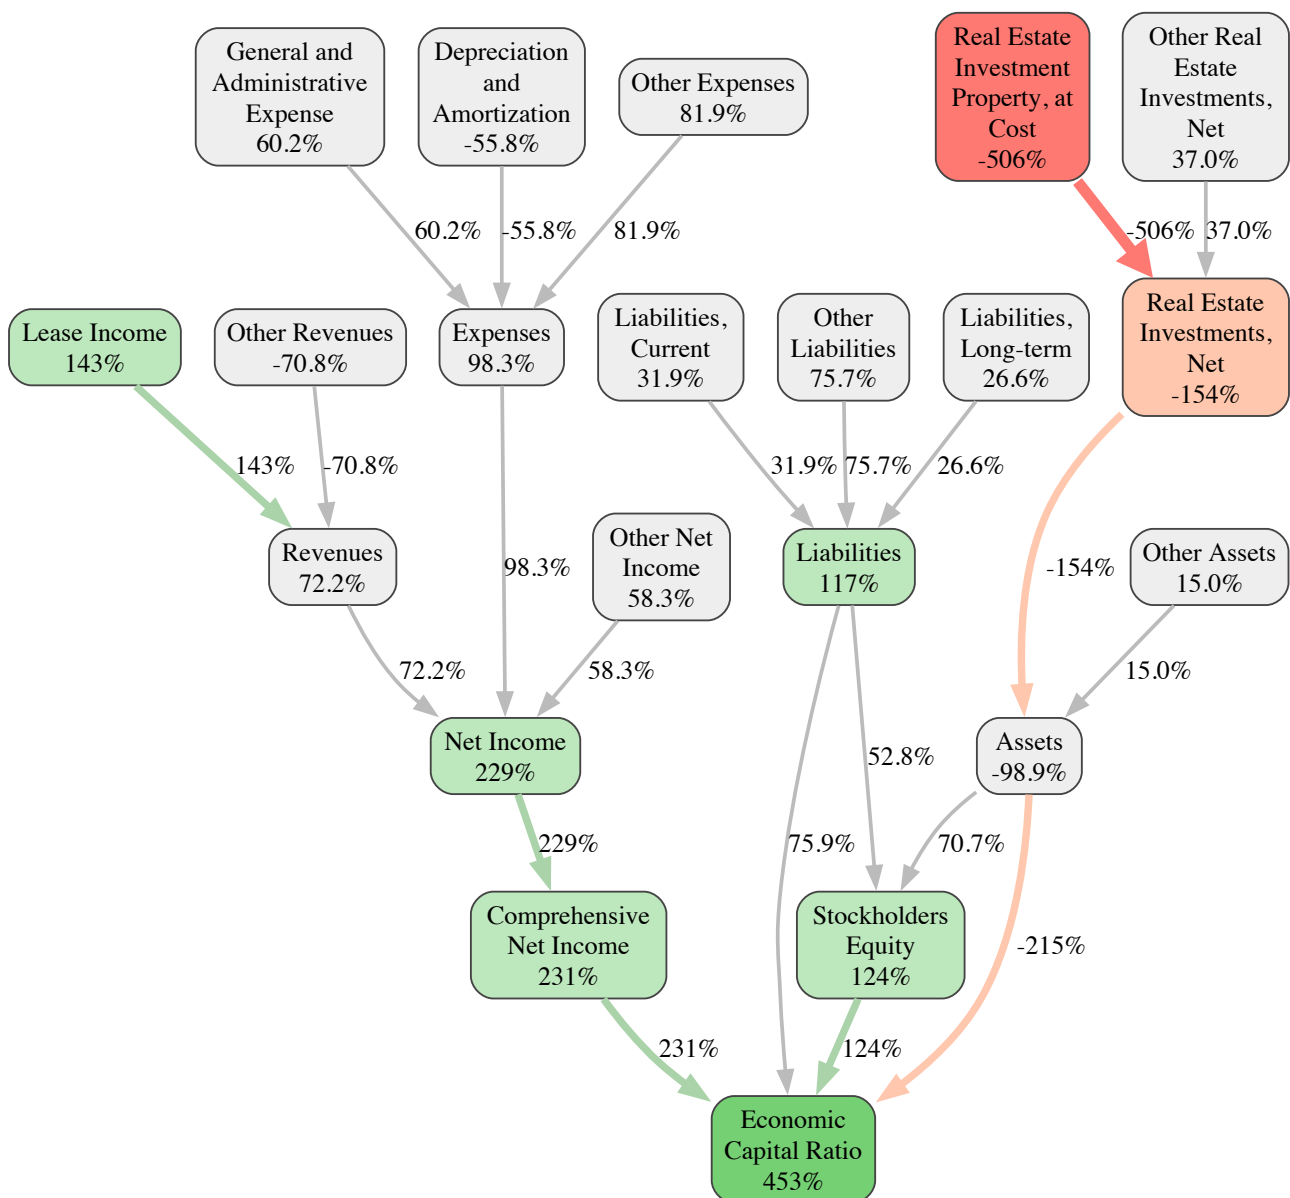 General and
Administrative
Expense
60.2%
Depreciation
and
Amortization
-55.8%
Other Expenses
81.9%
Real Estate
Investment
Property, at
Cost
-506%
Other Real
Estate
Investments,
Net
37.0%
60.2%
-55.8%
81.9%
-506%
37.0%
Lease Income
143%
Other Revenues
-70.8%
Expenses
98.3%
Liabilities,
Current
31.9%
Other
Liabilities
75.7%
Liabilities,
Long-term
26.6%
Real Estate
Investments,
Net
-154%
143%
-70.8%
31.9%
75.7%
26.6%
Revenues
72.2%
98.3%
Other Net
Income
58.3%
Liabilities
117%
-154%
Other Assets
15.0%
72.2%
58.3%
15.0%
Net Income
229%
52.8%
Assets
-98.9%
229%
75.9%
70.7%
Comprehensive
Net Income
231%
Stockholders
Equity
124%
-215%
231%
124%
Economic
Capital Ratio
453%